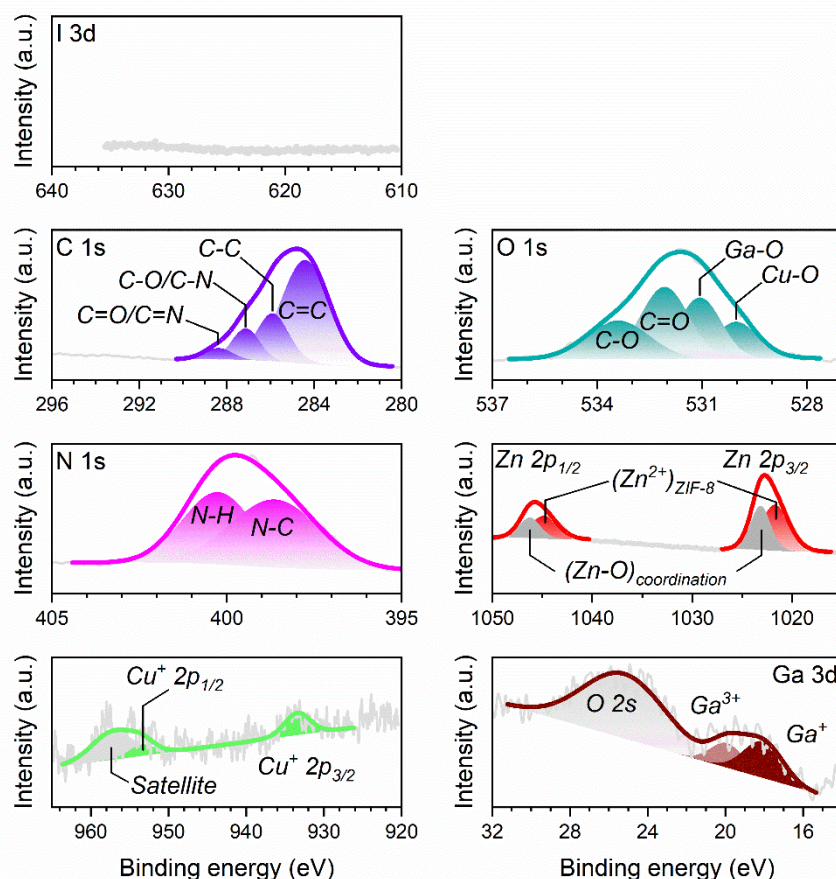 I 3d
Intensity (a.u.)
640 630 620 610
C 1s
C-C
C-O/C-N
C=O/C=N
C=C
Intensity (a.u.)
296 292 288 284 280
O 1s
Ga-O
Cu-O
C=O
C-O
Intensity (a.u.)
537 534 531 528
N 1s
N-H
N-C
Intensity (a.u.)
405 400 395
Zn 2p1/2
Zn 2p3/2
(Zn2+)ZIF-8
(Zn-O)coordination
Intensity (a.u.)
1050 1040 1030 1020
Cu+ 2p1/2
Satellite
Cu+ 2p3/2
Intensity (a.u.)
960 950 940 930 920
Binding energy (eV)
Ga 3d
O 2s
Ga3+
Ga+
Intensity (a.u.)
32 28 24 20 16
Binding energy (eV)